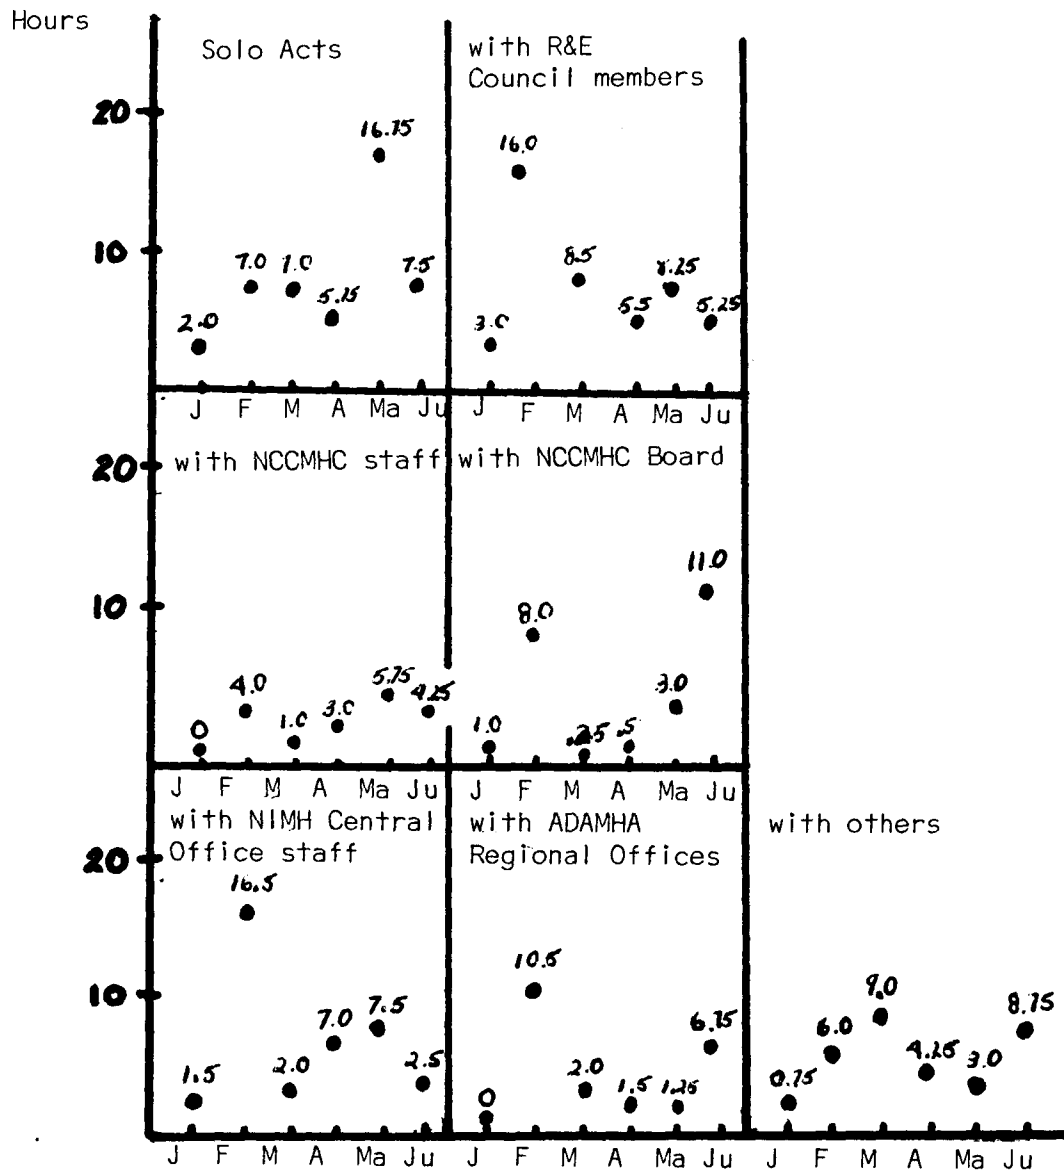 Hours
Solo Acts
with R&E
Council members
20
10
2.0
7.0
7.0
5.75
16.75
7.5
3.0
16.0
8.5
5.5
8.25
5.25
J F M A Ma Ju
J F M A Ma Ju
with NCCMHC staff
with NCCMHC Board
20
10
0
4.0
1.0
3.0
5.75
4.25
1.0
8.0
.25
.5
3.0
11.0
J F M A Ma Ju
J F M A Ma Ju
with NIMH Central
Office staff
with ADAMHA
Regional Offices
with others
20
10
1.5
16.5
2.0
7.0
7.5
2.5
0
10.5
2.0
1.5
1.25
6.75
0.75
6.0
9.0
4.25
3.0
8.75
J F M A Ma Ju
J F M A Ma Ju
J F M A Ma Ju